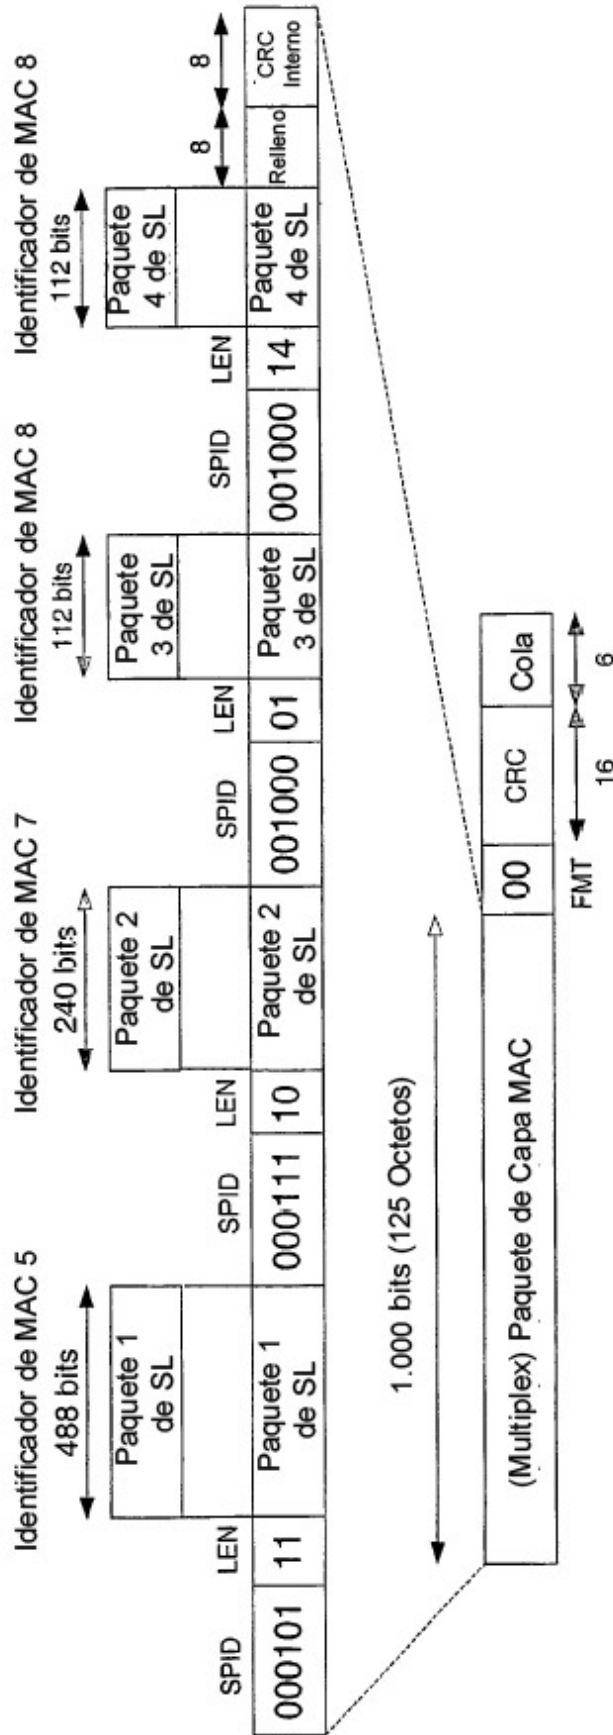 Identificador de MAC 5
Identificador de MAC 7
Identificador de MAC 8
Identificador de MAC 8
488 bits
240 bits
112 bits
112 bits
Paquete 1
de SL
Paquete 2
de SL
Paquete
3 de SL
Paquete
4 de SL
8
8
SPID
LEN
SPID
LEN
SPID
LEN
SPID
LEN
000101
11
Paquete 1
de SL
000111
10
Paquete 2
de SL
001000
01
Paquete
3 de SL
001000
14
Paquete
4 de SL
Relleno
CRC
Interno
1.000 bits (125 Octetos)
(Multiplex) Paquete de Capa MAC
00
CRC
Cola
FMT
16
6